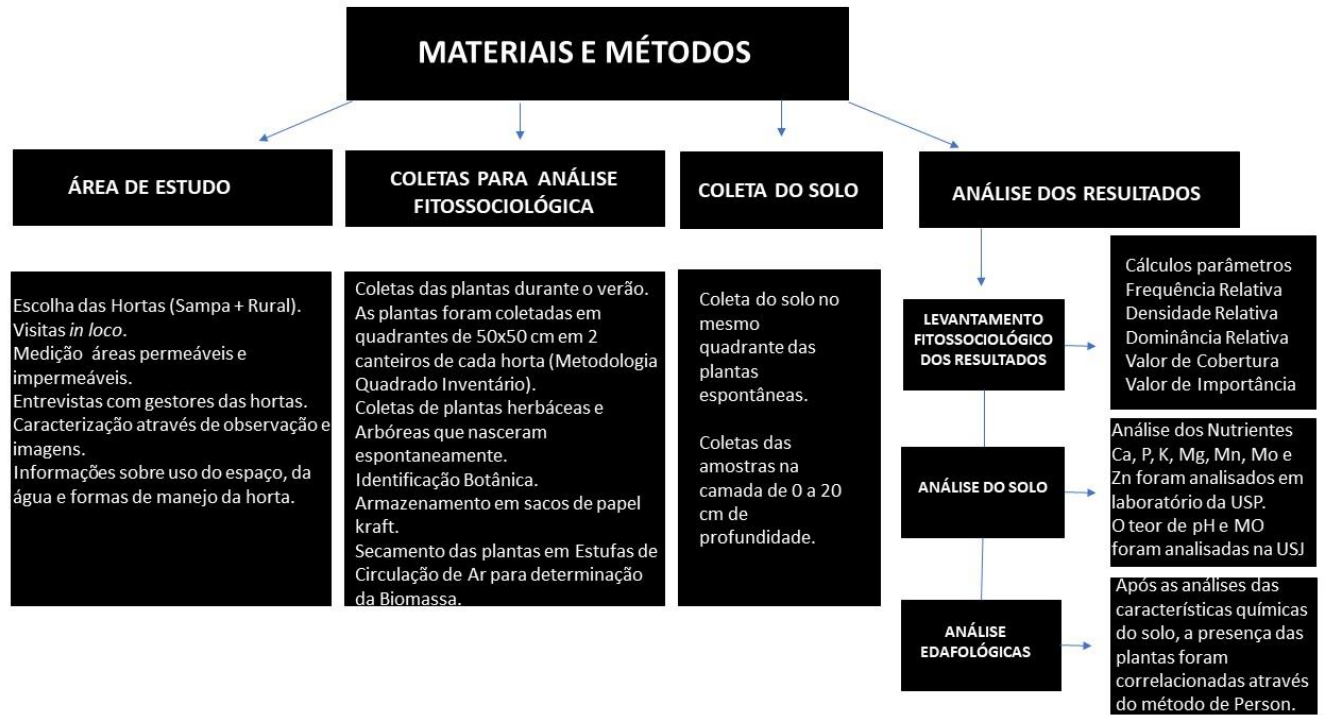 MATERIAIS E MÉTODOS
ÁREA DE ESTUDO
COLETAS PARA ANÁLISE
FITOSSOCIOLÓGICA
COLETA DO SOLO
ANÁLISE DOS RESULTADOS
Escolha das Hortas (Sampa + Rural).
Visitas in loco.
Medição áreas permeáveis e
impermeáveis.
Entrevistas com gestores das hortas.
Caracterização através de observação e
imagens.
Informações sobre uso do espaço, da
água e formas de manejo da horta.
Coletas das plantas durante o verão.
As plantas foram coletadas em
quadrantes de 50x50 cm em 2
canteiros de cada horta (Metodologia
Quadrado Inventário).
Coletas de plantas herbáceas e
Arbóreas que nasceram
espontaneamente.
Identificação Botânica.
Armazenamento em sacos de papel
kraft.
Secamento das plantas em Estufas de
Circulação de Ar para determinação
da Biomassa.
Coleta do solo no
mesmo
quadrante das
plantas
espontâneas.
Coletas das
amostras na
camada de 0 a 20
cm de
profundidade.
LEVANTAMENTO
FITOSSOCIOLÓGICO
DOS RESULTADOS
Cálculos parâmetros
Frequência Relativa
Densidade Relativa
Dominância Relativa
Valor de Cobertura
Valor de Importância
ANÁLISE DO SOLO
Análise dos Nutrientes
Ca, P, K, Mg, Mn, Mo e
Zn foram analisados em
laboratório da USP.
O teor de pH e MO
foram analisadas na USJ
ANÁLISE
EDAFOLÓGICAS
Após as análises das
características químicas
do solo, a presença das
plantas foram
correlacionadas através
do método de Person.